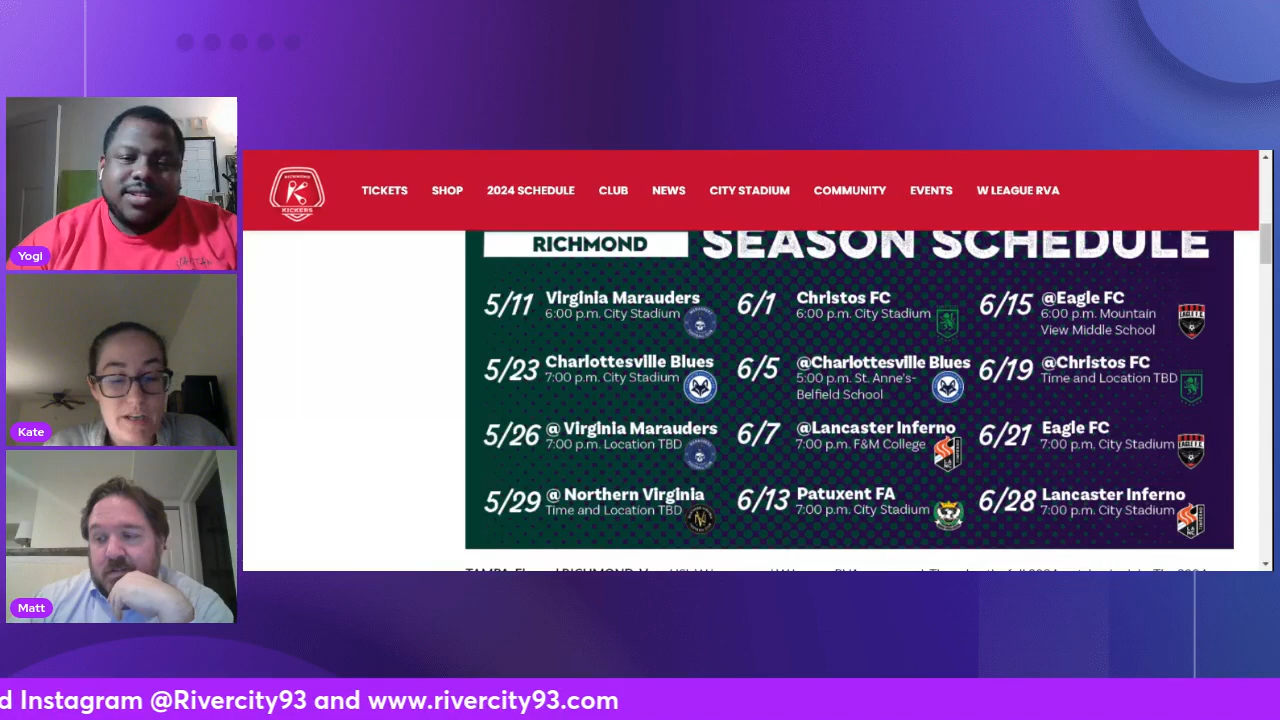 Yogi
Kate
Matt
RICHMOND
KICKERS
TICKETS SHOP 2024 SCHEDULE CLUB NEWS CITY STADIUM COMMUNITY EVENTS W LEAGUE RVA
RICHMOND SEASON SCHEDULE
5/11 Virginia Marauders
6:00 p.m. City Stadium
5/23 Charlottesville Blues
7:00 p.m. City Stadium
5/26 @ Virginia Marauders
7:00 p.m. Location TBD
5/29 @ Northern Virginia
Time and Location TBD
6/1 Christos FC
6:00 p.m. City Stadium
6/5 @Charlottesville Blues
5:00 p.m. St. Anne's-
Belfield School
6/7 @Lancaster Inferno
7:00 p.m. F&M College
6/13 Patuxent FA
7:00 p.m. City Stadium
6/15 @Eagle FC
6:00 p.m. Mountain
View Middle School
6/19 @Christos FC
Time and Location TBD
6/21 Eagle FC
7:00 p.m. City Stadium
6/28 Lancaster Inferno
7:00 p.m. City Stadium
d Instagram @Rivercity93 and www.rivercity93.com